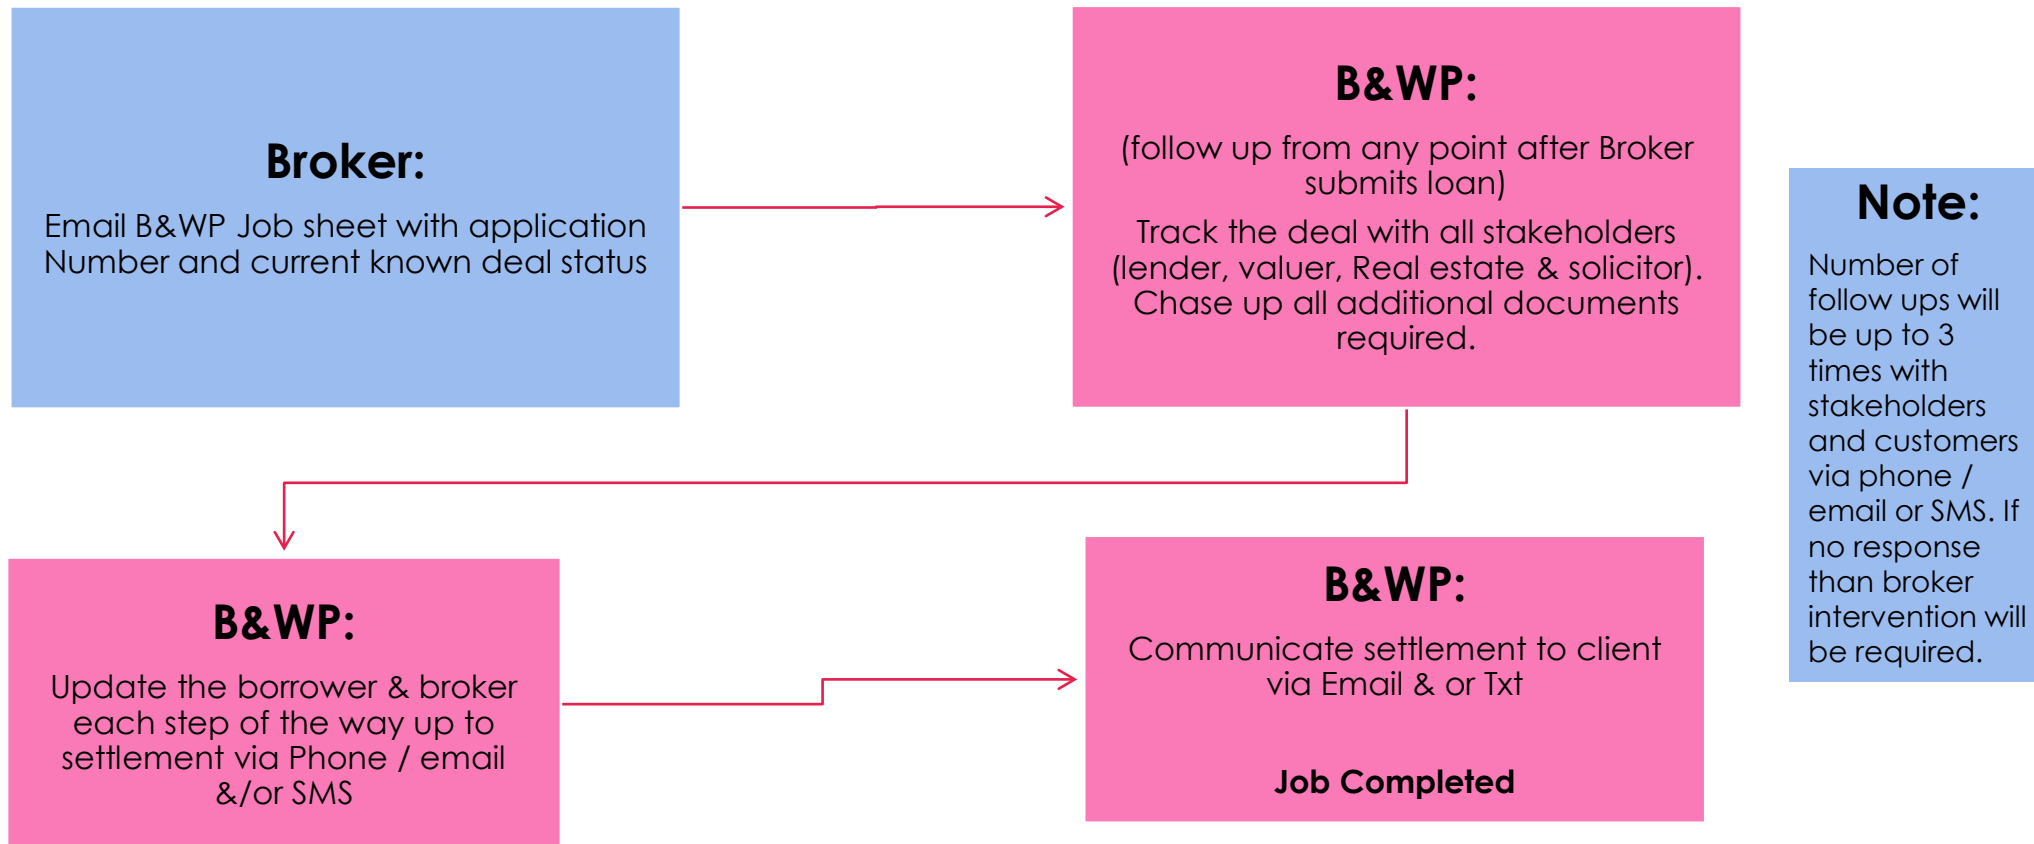 Broker:
Email B&WP Job sheet with application
Number and current known deal status
B&WP:
(follow up from any point after Broker
submits loan)
Track the deal with all stakeholders
(lender, valuer, Real estate & solicitor).
Chase up all additional documents
required.
B&WP:
Update the borrower & broker
each step of the way up to
settlement via Phone / email
&/or SMS
B&WP:
Communicate settlement to client
via Email & or Txt
Job Completed
Note:
Number of
follow ups will
be up to 3
times with
stakeholders
and customers
via phone /
email or SMS. If
no response
than broker
intervention will
be required.